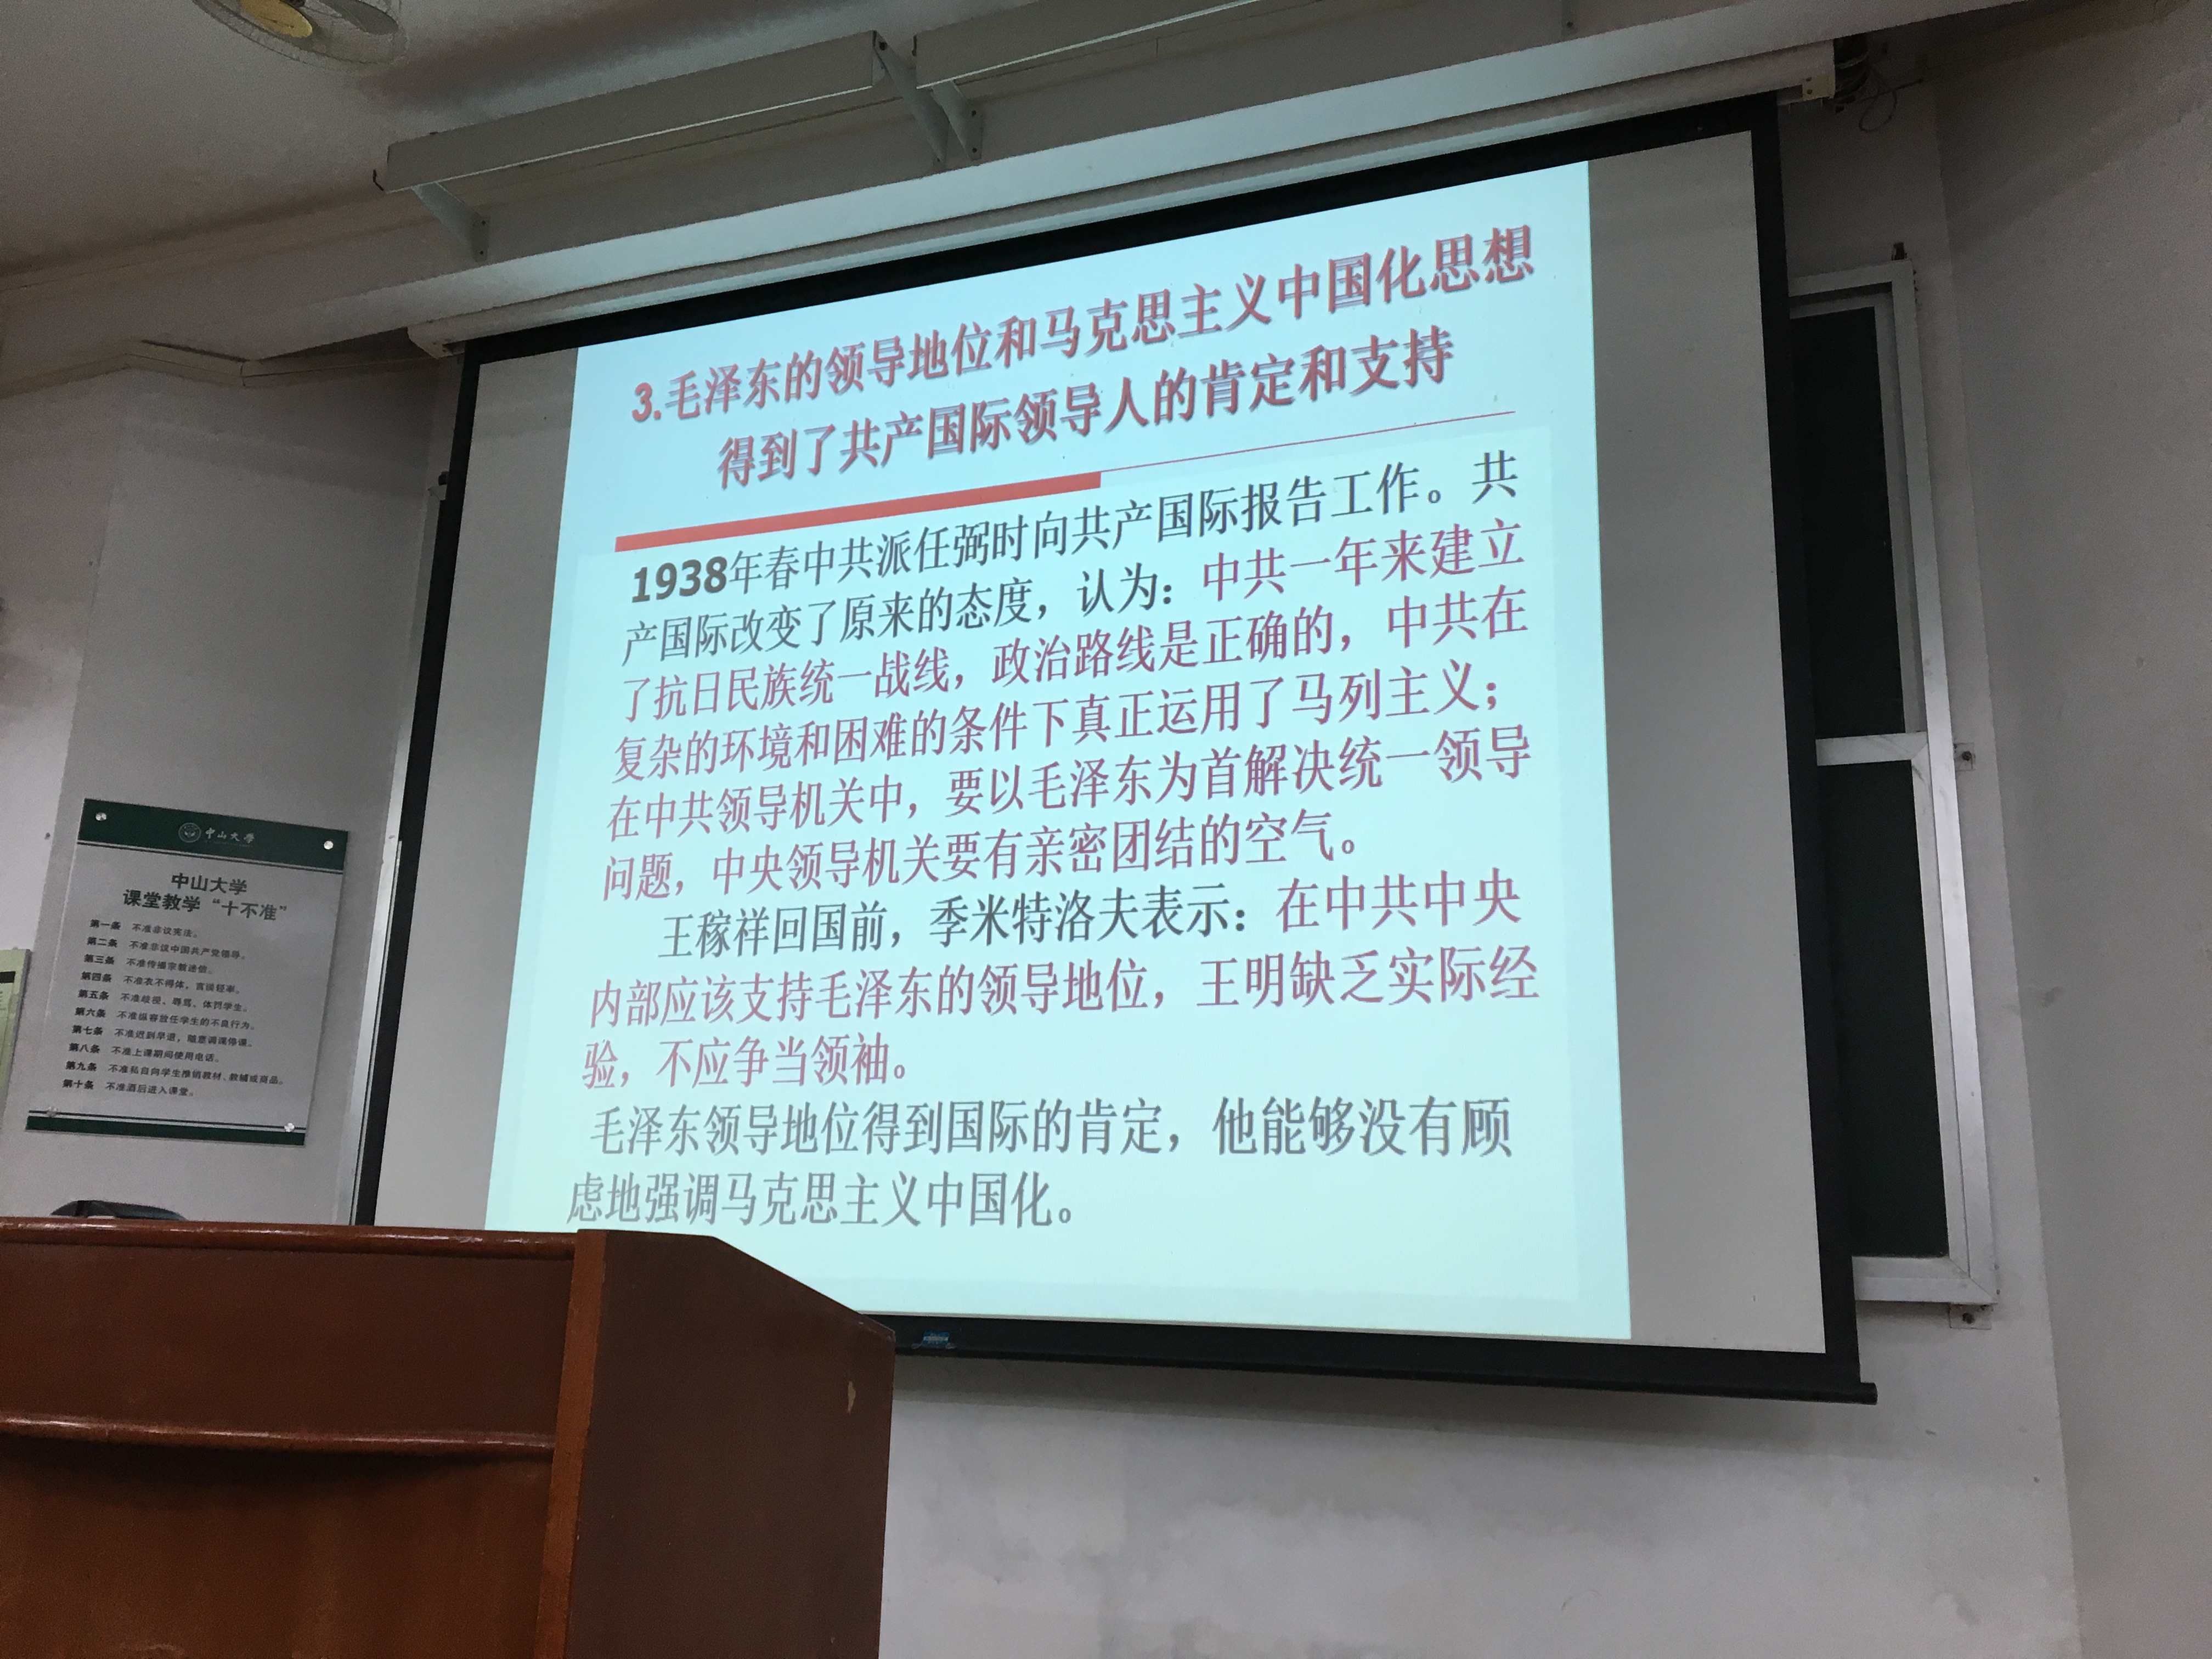 3.毛泽东的领导地位和马克思主义中国化思想
得到了共产国际领导人的肯定和支持
1938年春中共派任弼时向共产国际报告工作。共
产国际改变了原来的态度，认为：中共一年来建立
了抗日民族统一战线，政治路线是正确的，中共在
复杂的环境和困难的条件下真正运用了马列主义；
在中共领导机关中，要以毛泽东为首解决统一领导
问题，中央领导机关要有亲密团结的空气。
王稼祥回国前，季米特洛夫表示：在中共中央
内部应该支持毛泽东的领导地位，王明缺乏实际经
验，不应争当领袖。
毛泽东领导地位得到国际的肯定，他能够没有顾
虑地强调马克思主义中国化。
中山大学
中山大学
课堂教学“十不准”
第一条 不准非议宪法。
第二条 不准非议中国共产党领导。
第三条 不准传播宗教迷信。
第四条 不准衣不得体，言谈轻率。
第五条 不准歧视、辱骂、体罚学生。
第六条 不准纵容放任学生的不良行为。
第七条 不准迟到早退，随意调课停课。
第八条 不准上课期间使用电话。
第九条 不准私自向学生推销教材、教辅或商品。
第十条 不准酒后进入课堂。